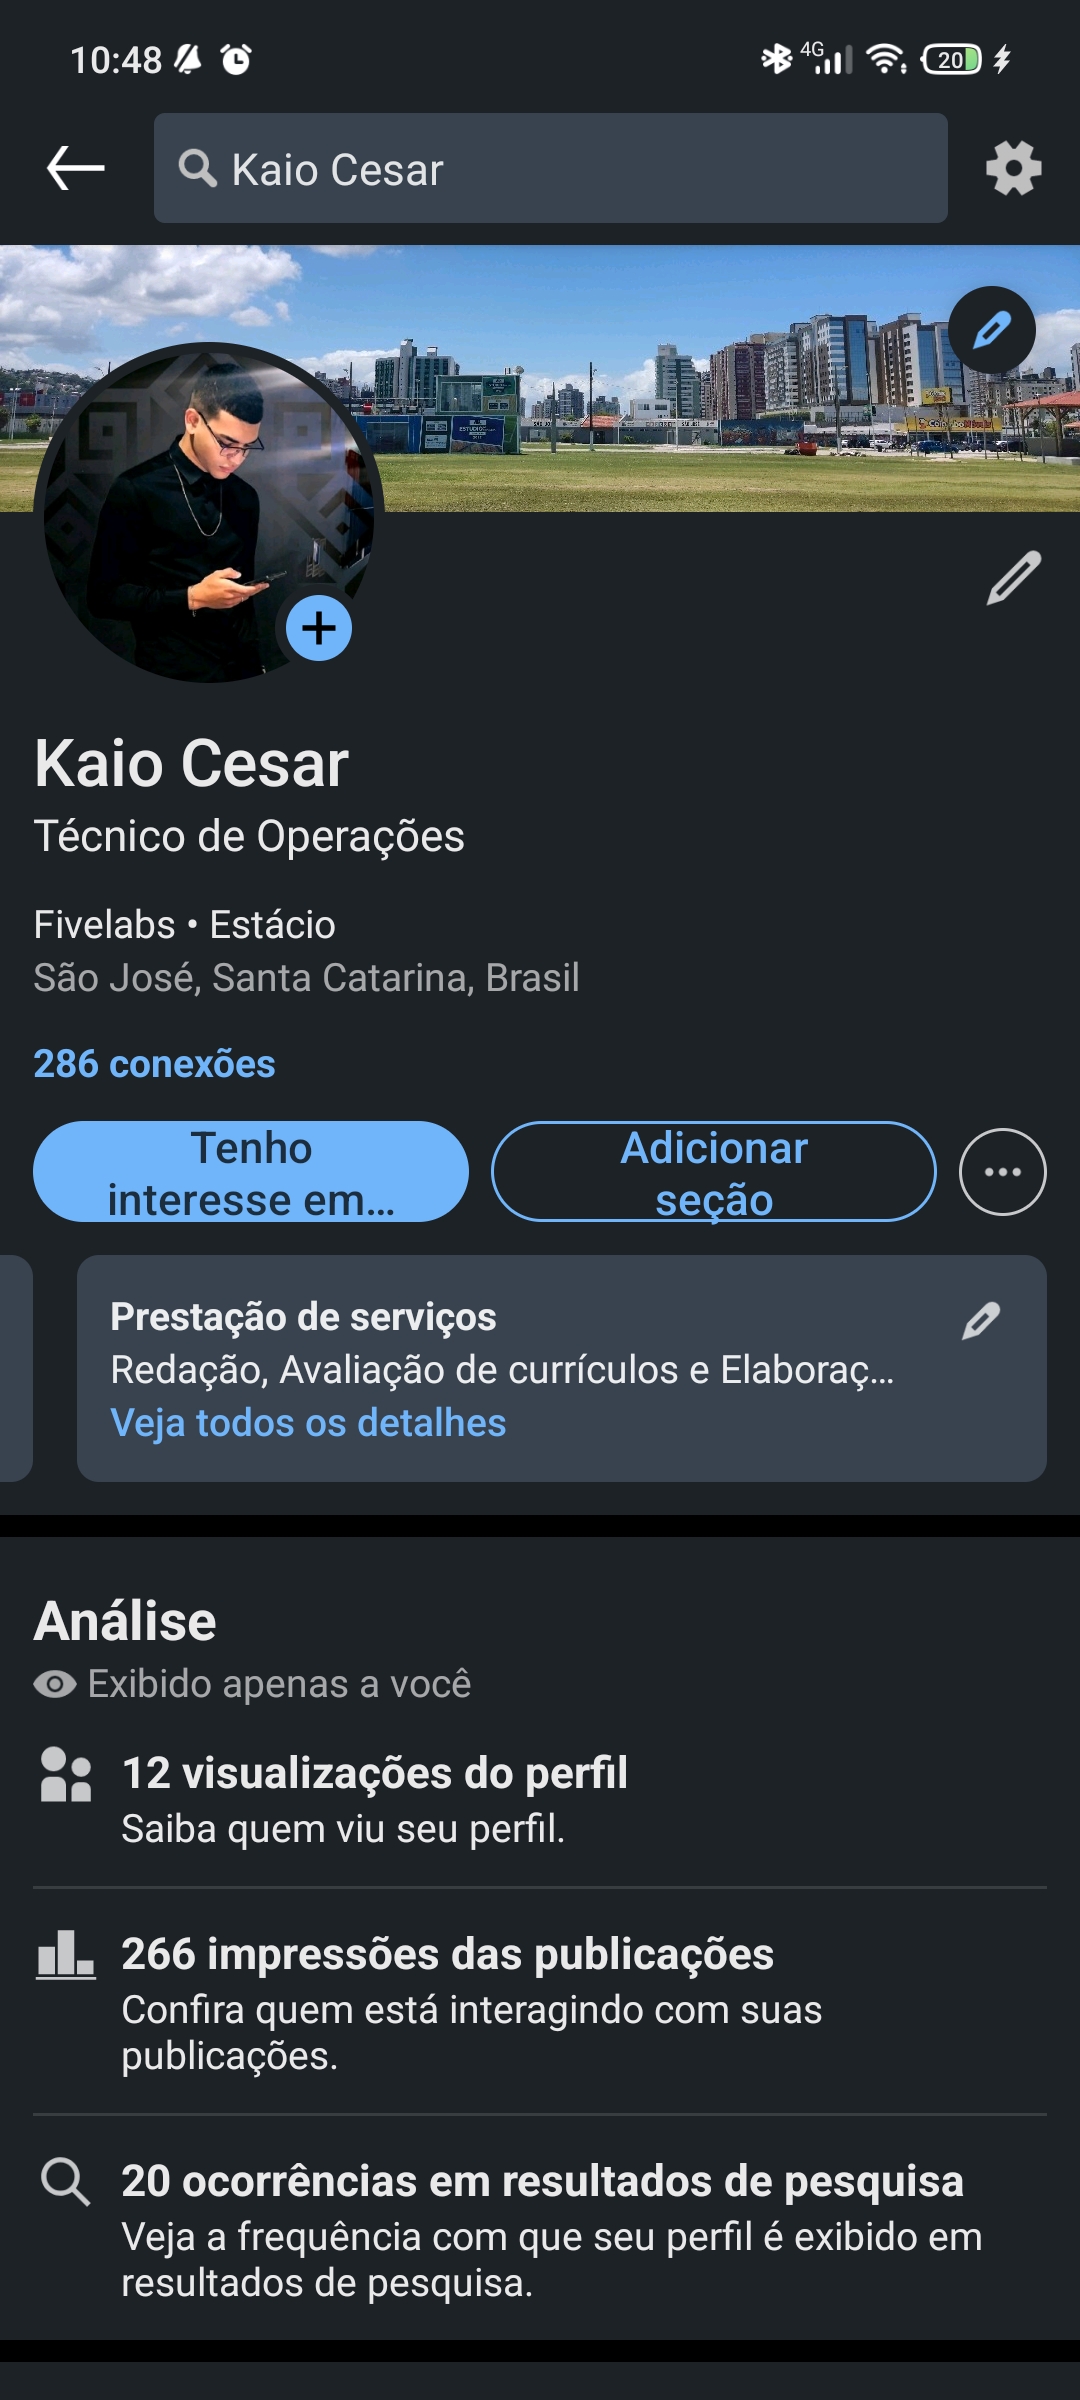 10:48
4G
20
Kaio Cesar
Kaio Cesar
Técnico de Operações
Fivelabs • Estácio
São José, Santa Catarina, Brasil
286 conexões
Tenho
interesse em...
Adicionar
seção
Prestação de serviços
Redação, Avaliação de currículos e Elaboraç...
Veja todos os detalhes
Análise
Exibido apenas a você
12 visualizações do perfil
Saiba quem viu seu perfil.
266 impressões das publicações
Confira quem está interagindo com suas
publicações.
20 ocorrências em resultados de pesquisa
Veja a frequência com que seu perfil é exibido em
resultados de pesquisa.